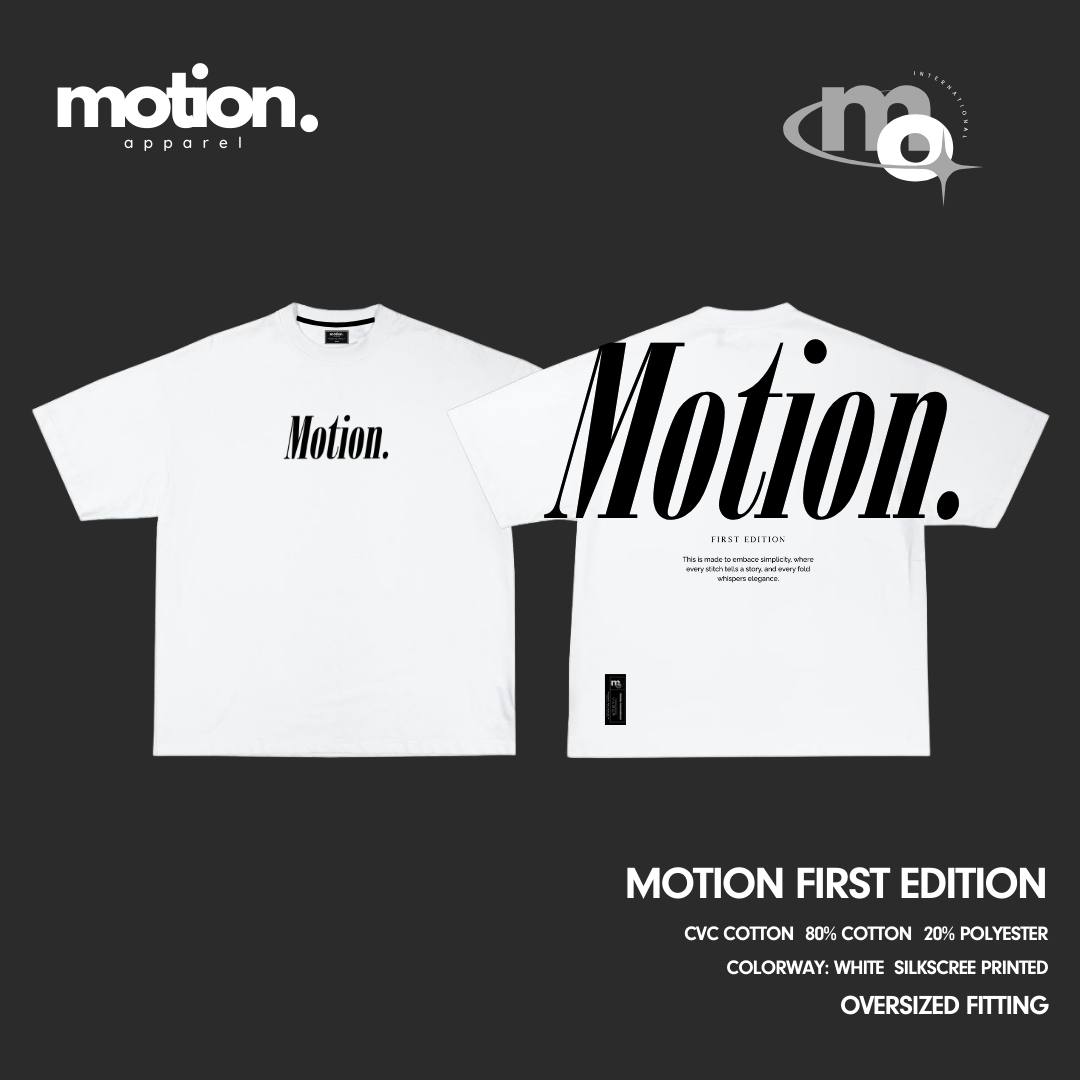 motion.
apparel
INTERNATIONAL
mo
motion.
Motion.
Motion.
FIRST EDITION
This is made to embace simplicity, where
every stitch tells a story, and every fold
whispers elegance.
MOTION FIRST EDITION
CVC COTTON 80% COTTON 20% POLYESTER
COLORWAY: WHITE SILKSCREE PRINTED
OVERSIZED FITTING